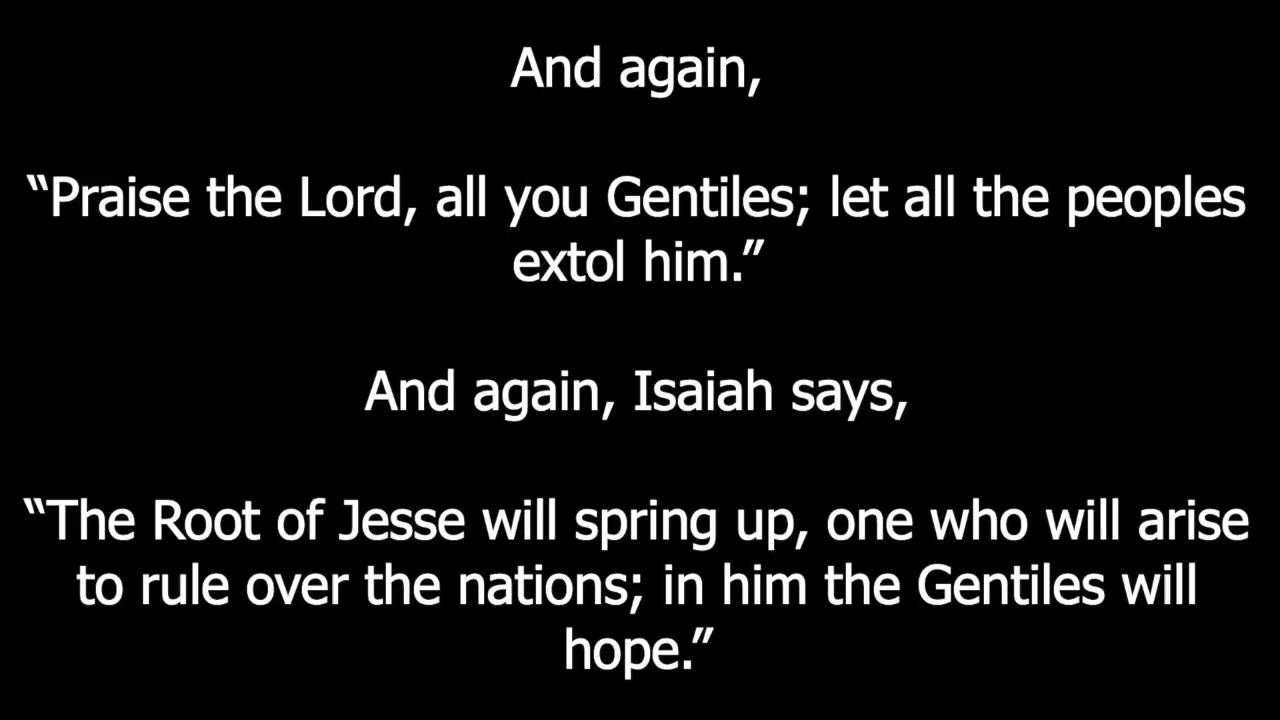 And again,
“Praise the Lord, all you Gentiles; let all the peoples
extol him.”
And again, Isaiah says,
“The Root of Jesse will spring up, one who will arise
to rule over the nations; in him the Gentiles will
hope.”